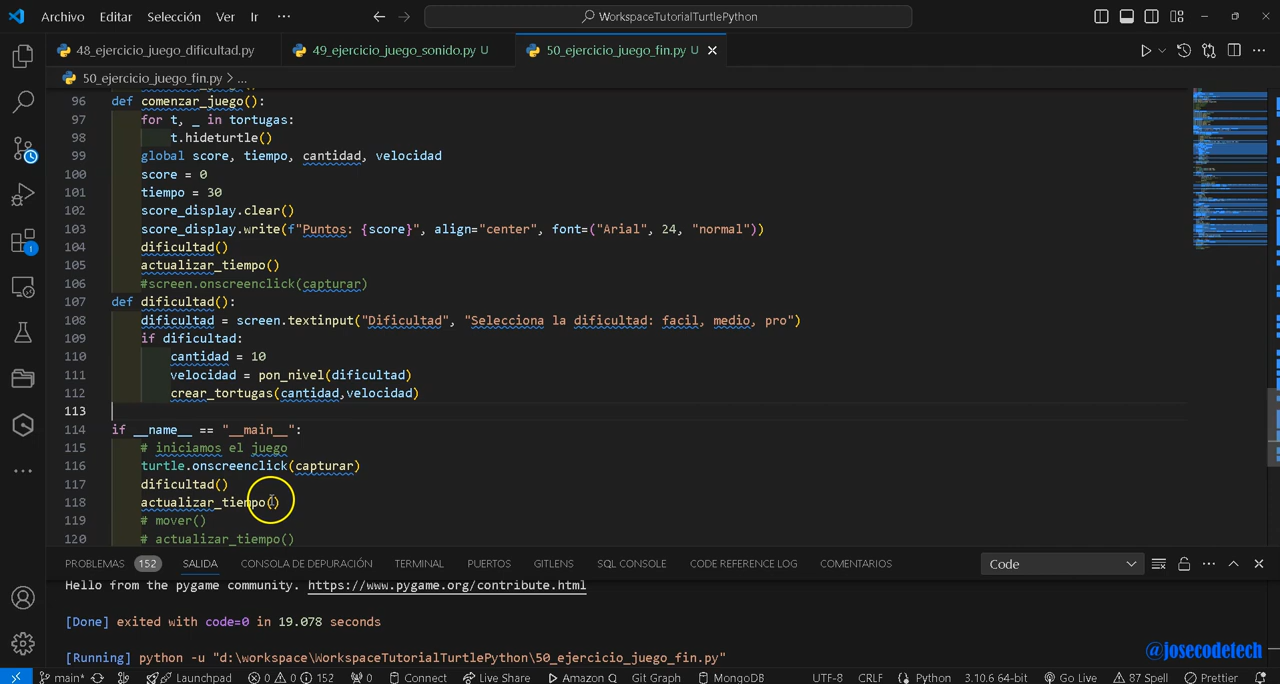 Archivo Editar Selección Ver Ir ··· WorkspaceTutorialTurtlePython
48_ejercicio_juego_dificultad.py 49_ejercicio_juego_sonido.py U 50_ejercicio_juego_fin.py U
50_ejercicio_juego_fin.py > ...
96 def comenzar_juego():
97 for t, _ in tortugas:
98 t.hideturtle()
99 global score, tiempo, cantidad, velocidad
100 score = 0
101 tiempo = 30
102 score_display.clear()
103 score_display.write(f"Puntos: {score}", align="center", font=("Arial", 24, "normal"))
104 dificultad()
105 actualizar_tiempo()
106 #screen.onscreenclick(capturar)
107 def dificultad():
108 dificultad = screen.textinput("Dificultad", "Selecciona la dificultad: facil, medio, pro")
109 if dificultad:
110 cantidad = 10
111 velocidad = pon_nivel(dificultad)
112 crear_tortugas(cantidad,velocidad)
113
114 if __name__ == "__main__":
115 # iniciamos el juego
116 turtle.onscreenclick(capturar)
117 dificultad()
118 actualizar_tiempo()
119 # mover()
120 # actualizar_tiempo()
PROBLEMAS 152 SALIDA CONSOLA DE DEPURACIÓN TERMINAL PUERTOS GITLENS SQL CONSOLE CODE REFERENCE LOG COMENTARIOS Code
Hello from the pygame community. https://www.pygame.org/contribute.html
[Done] exited with code=0 in 19.078 seconds
[Running] python -u "d:\workspace\WorkspaceTutorialTurtlePython\50_ejercicio_juego_fin.py"
@josecodetech
main* Launchpad 0 0 152 0 Connect Live Share Amazon Q Git Graph MongoDB UTF-8 CRLF Python 3.10.6 64-bit Go Live 87 Spell Prettier